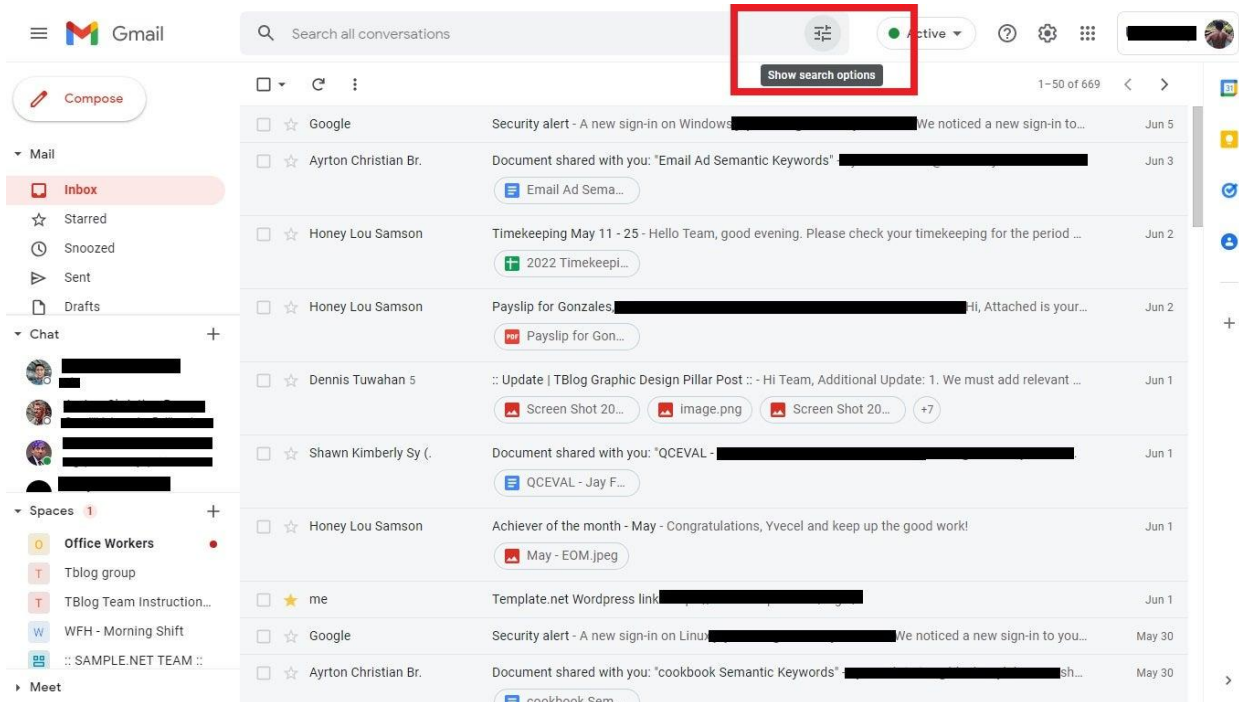 Gmail
Search all conversations
Active
Show search options
Compose
1–50 of 669
Mail
Inbox
Starred
Snoozed
Sent
Drafts
Chat
Spaces 1
Office Workers
Tblog group
TBlog Team Instruction...
WFH - Morning Shift
:: SAMPLE.NET TEAM ::
Meet
Google Security alert - A new sign-in on Windows We noticed a new sign-in to... Jun 5
Ayrton Christian Br. Document shared with you: "Email Ad Semantic Keywords" - Jun 3
Email Ad Sema...
Honey Lou Samson Timekeeping May 11 - 25 - Hello Team, good evening. Please check your timekeeping for the period ... Jun 2
2022 Timekeepi...
Honey Lou Samson Payslip for Gonzales, Hi, Attached is your... Jun 2
PDF Payslip for Gon...
Dennis Tuwahan 5 :: Update | TBlog Graphic Design Pillar Post :: - Hi Team, Additional Update: 1. We must add relevant ... Jun 1
Screen Shot 20... image.png Screen Shot 20... +7
Shawn Kimberly Sy (. Document shared with you: "QCEVAL - Jun 1
QCEVAL - Jay F...
Honey Lou Samson Achiever of the month - May - Congratulations, Yvecel and keep up the good work! Jun 1
May - EOM.jpeg
me Template.net Wordpress link Jun 1
Google Security alert - A new sign-in on Linux We noticed a new sign-in to you... May 30
Ayrton Christian Br. Document shared with you: "cookbook Semantic Keywords" - sh... May 30
cookbook Sem...